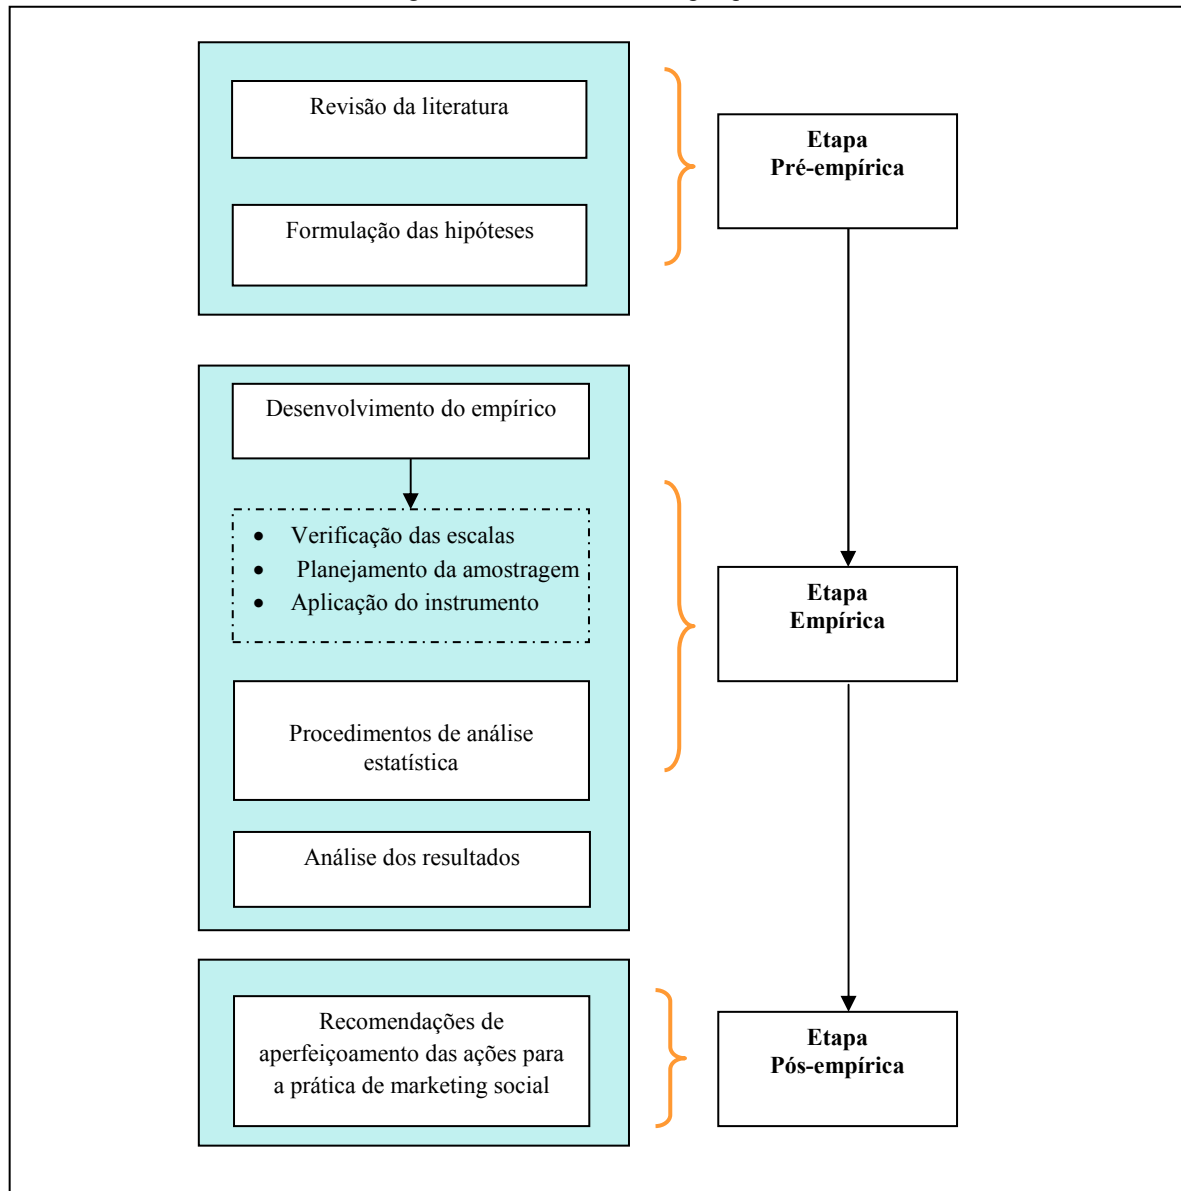 Revisão da literatura
Formulação das hipóteses
Etapa
Pré-empírica
Desenvolvimento do empírico
• Verificação das escalas
• Planejamento da amostragem
• Aplicação do instrumento
Procedimentos de análise
estatística
Análise dos resultados
Etapa
Empírica
Recomendações de
aperfeiçoamento das ações para
a prática de marketing social
Etapa
Pós-empírica